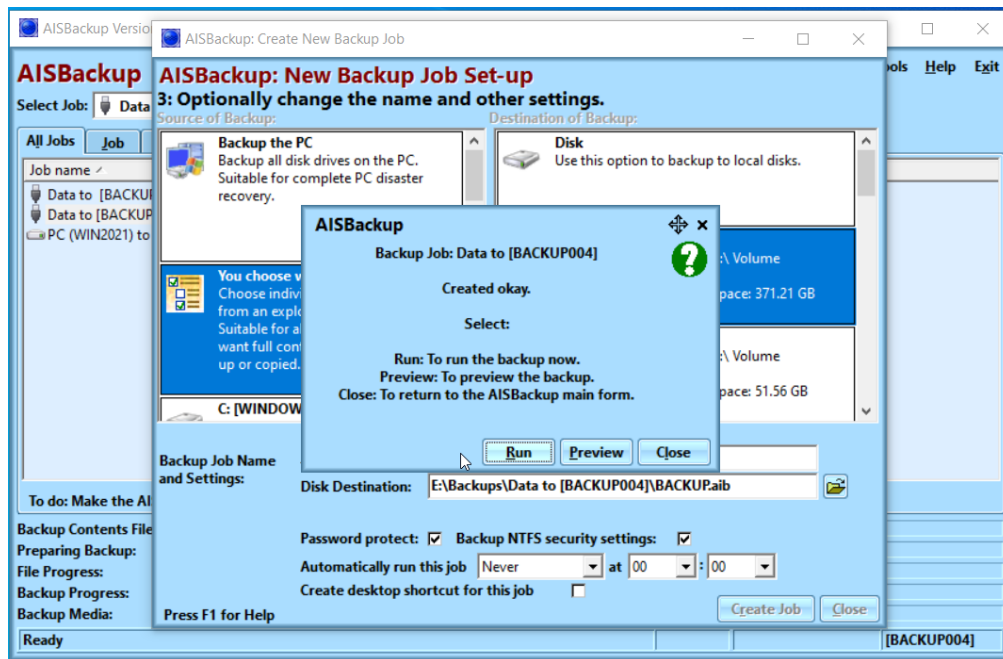 AISBackup Versio
AISBackup
ools Help Exit
Select Job: Data
All Jobs Job
Job name
Data to [BACKUP
Data to [BACKUP
PC (WIN2021) to
To do: Make the AI
Backup Contents File
Preparing Backup:
File Progress:
Backup Progress:
Backup Media:
Ready
[BACKUP004]
AISBackup: Create New Backup Job
AISBackup: New Backup Job Set-up
3: Optionally change the name and other settings.
Source of Backup:
Destination of Backup:
Backup the PC
Backup all disk drives on the PC.
Suitable for complete PC disaster
recovery.
You choose w
Choose indivi
from an explo
Suitable for al
want full cont
up or copied.
C: [WINDOW
Disk
Use this option to backup to local disks.
:\ Volume
pace: 371.21 GB
:\ Volume
pace: 51.56 GB
Backup Job Name
and Settings:
Disk Destination: E:\Backups\Data to [BACKUP004]\BACKUP.aib
Password protect: Backup NTFS security settings:
Automatically run this job Never at 00 : 00
Create desktop shortcut for this job
Press F1 for Help
Create Job Close
AISBackup
Backup Job: Data to [BACKUP004]
Created okay.
Select:
Run: To run the backup now.
Preview: To preview the backup.
Close: To return to the AISBackup main form.
Run Preview Close